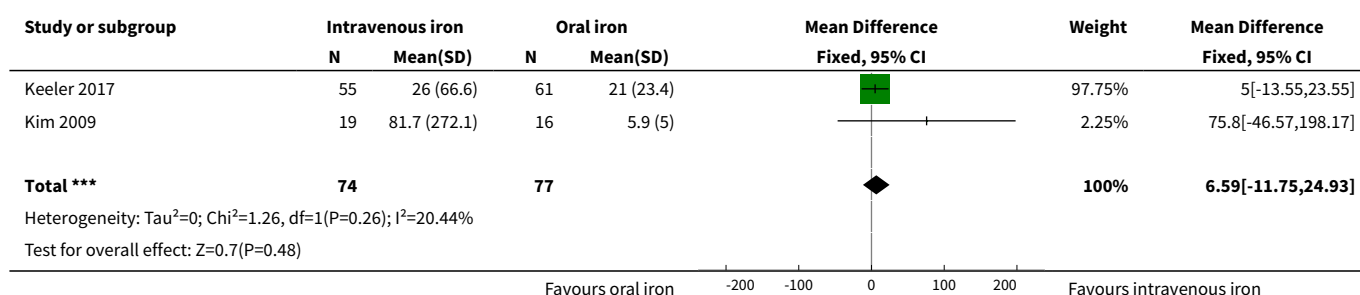 Study or subgroup Intravenous iron Oral iron Mean Difference Weight Mean Difference
N Mean(SD) N Mean(SD) Fixed, 95% CI Fixed, 95% CI
Keeler 2017 55 26 (66.6) 61 21 (23.4) 97.75% 5[-13.55,23.55]
Kim 2009 19 81.7 (272.1) 16 5.9 (5) 2.25% 75.8[-46.57,198.17]
Total *** 74 77 100% 6.59[-11.75,24.93]
Heterogeneity: Tau²=0; Chi²=1.26, df=1(P=0.26); I²=20.44%
Test for overall effect: Z=0.7(P=0.48)
Favours oral iron -200 -100 0 100 200 Favours intravenous iron